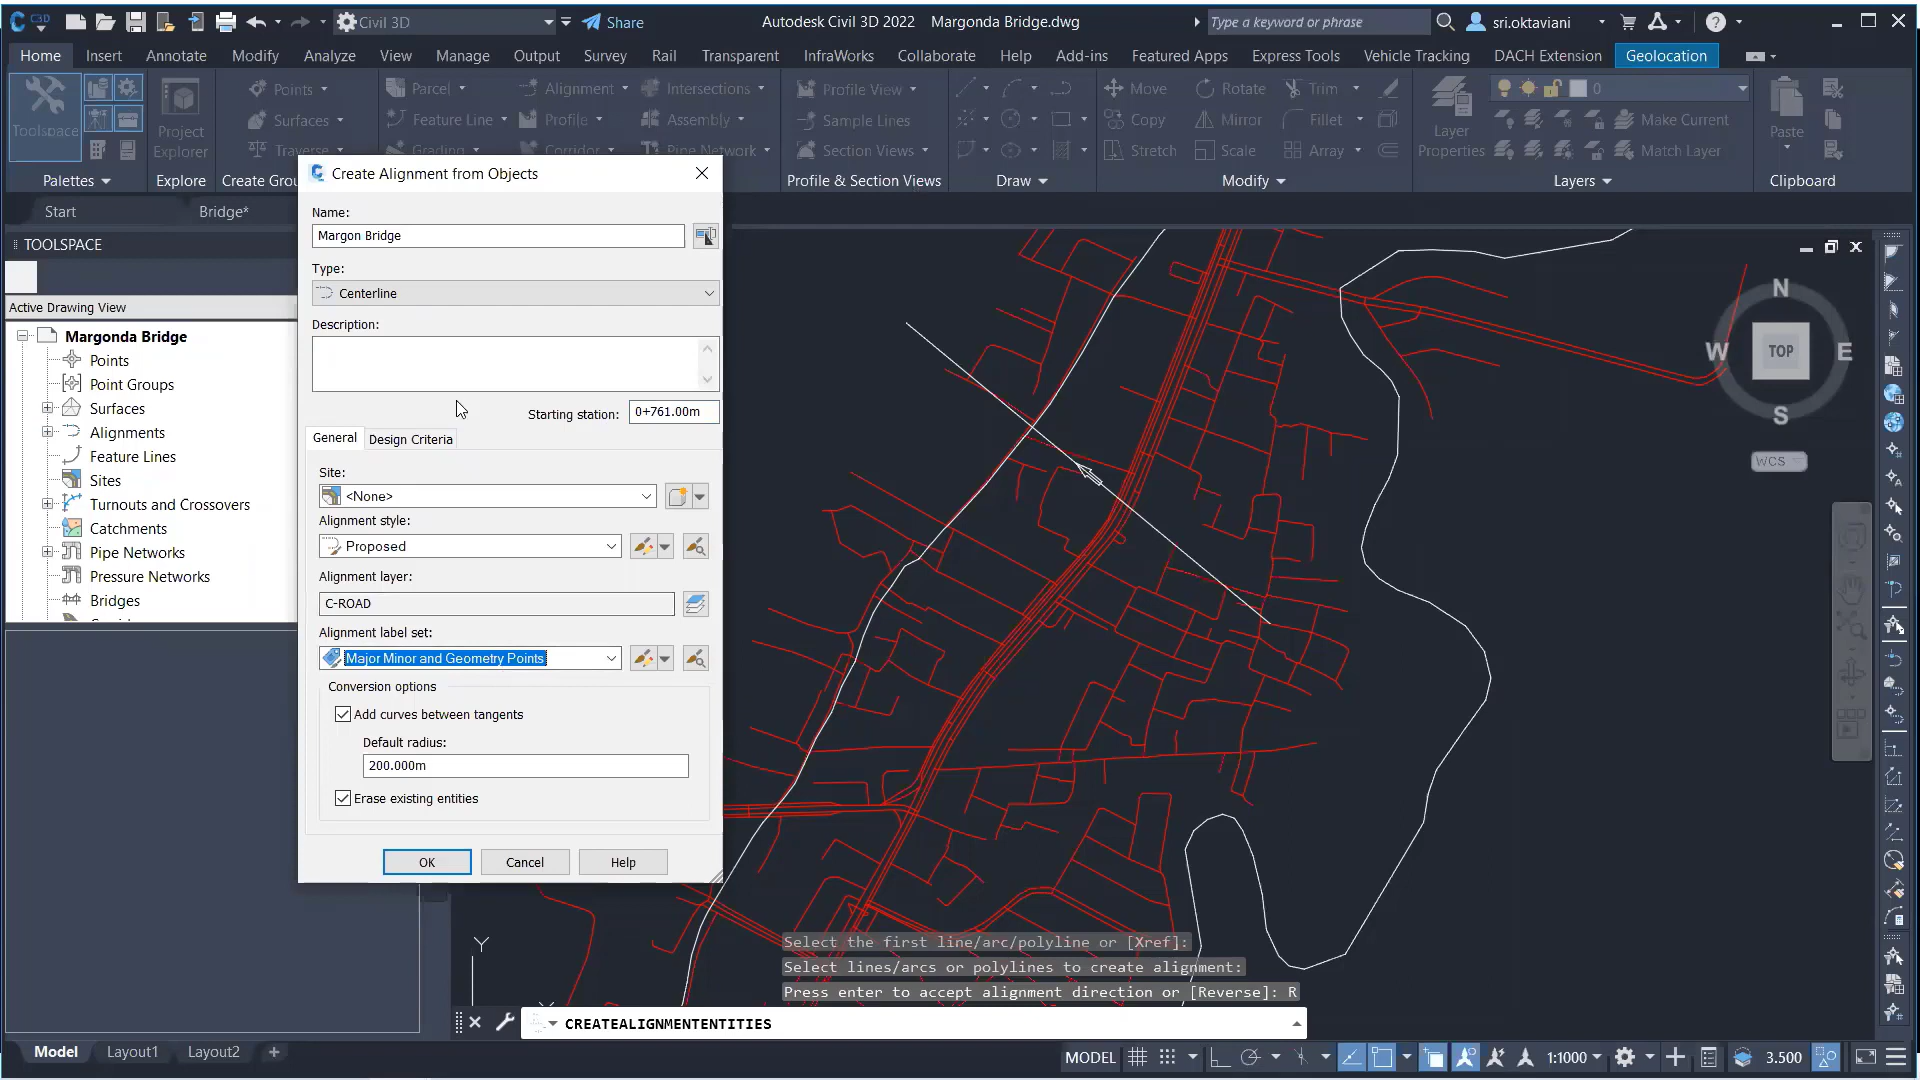 C 3D
Civil 3D
Share
Autodesk Civil 3D 2022 Margonda Bridge.dwg
Type a keyword or phrase
sri.oktaviani
Home Insert Annotate Modify Analyze View Manage Output Survey Rail Transparent InfraWorks Collaborate Help Add-ins Featured Apps Express Tools Vehicle Tracking DACH Extension Geolocation
Points Parcel Alignment Intersections Profile View Move Rotate Trim 0
Toolspace Project Explorer Surfaces Feature Line Profile Assembly Sample Lines Copy Mirror Fillet Layer Properties Make Current Paste
Traverse Grading Corridor Pipe Network Section Views Stretch Scale Array Match Layer
Palettes Explore Create Grou Profile & Section Views Draw Modify Layers Clipboard
Start Bridge*
TOOLSPACE
Active Drawing View
Margonda Bridge
Points
Point Groups
Surfaces
Alignments
Feature Lines
Sites
Turnouts and Crossovers
Catchments
Pipe Networks
Pressure Networks
Bridges
Create Alignment from Objects
Name:
Margon Bridge
Type:
Centerline
Description:
Starting station: 0+761.00m
General Design Criteria
Site:
<None>
Alignment style:
Proposed
Alignment layer:
C-ROAD
Alignment label set:
Major Minor and Geometry Points
Conversion options
Add curves between tangents
Default radius:
200.000m
Erase existing entities
OK Cancel Help
N
W TOP E
S
WCS
Y
Select the first line/arc/polyline or [Xref]:
Select lines/arcs or polylines to create alignment:
Press enter to accept alignment direction or [Reverse]: R
CREATEALIGNMENTENTITIES
Model Layout1 Layout2 +
MODEL 1:1000 3.500